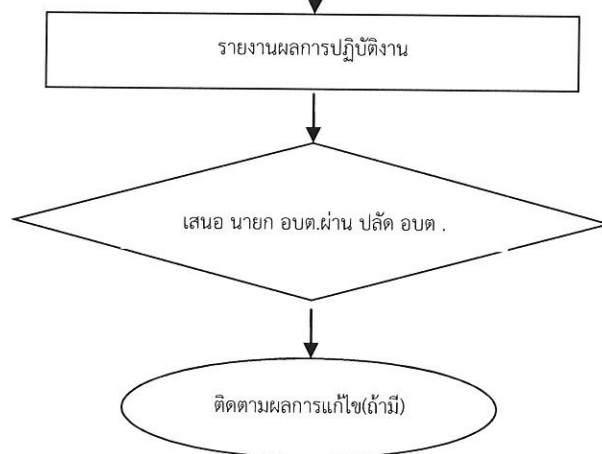 รายงานผลการปฏิบัติงาน
เสนอ นายก อบต.ผ่าน ปลัด อบต .
ติดตามผลการแก้ไข(ถ้ามี)